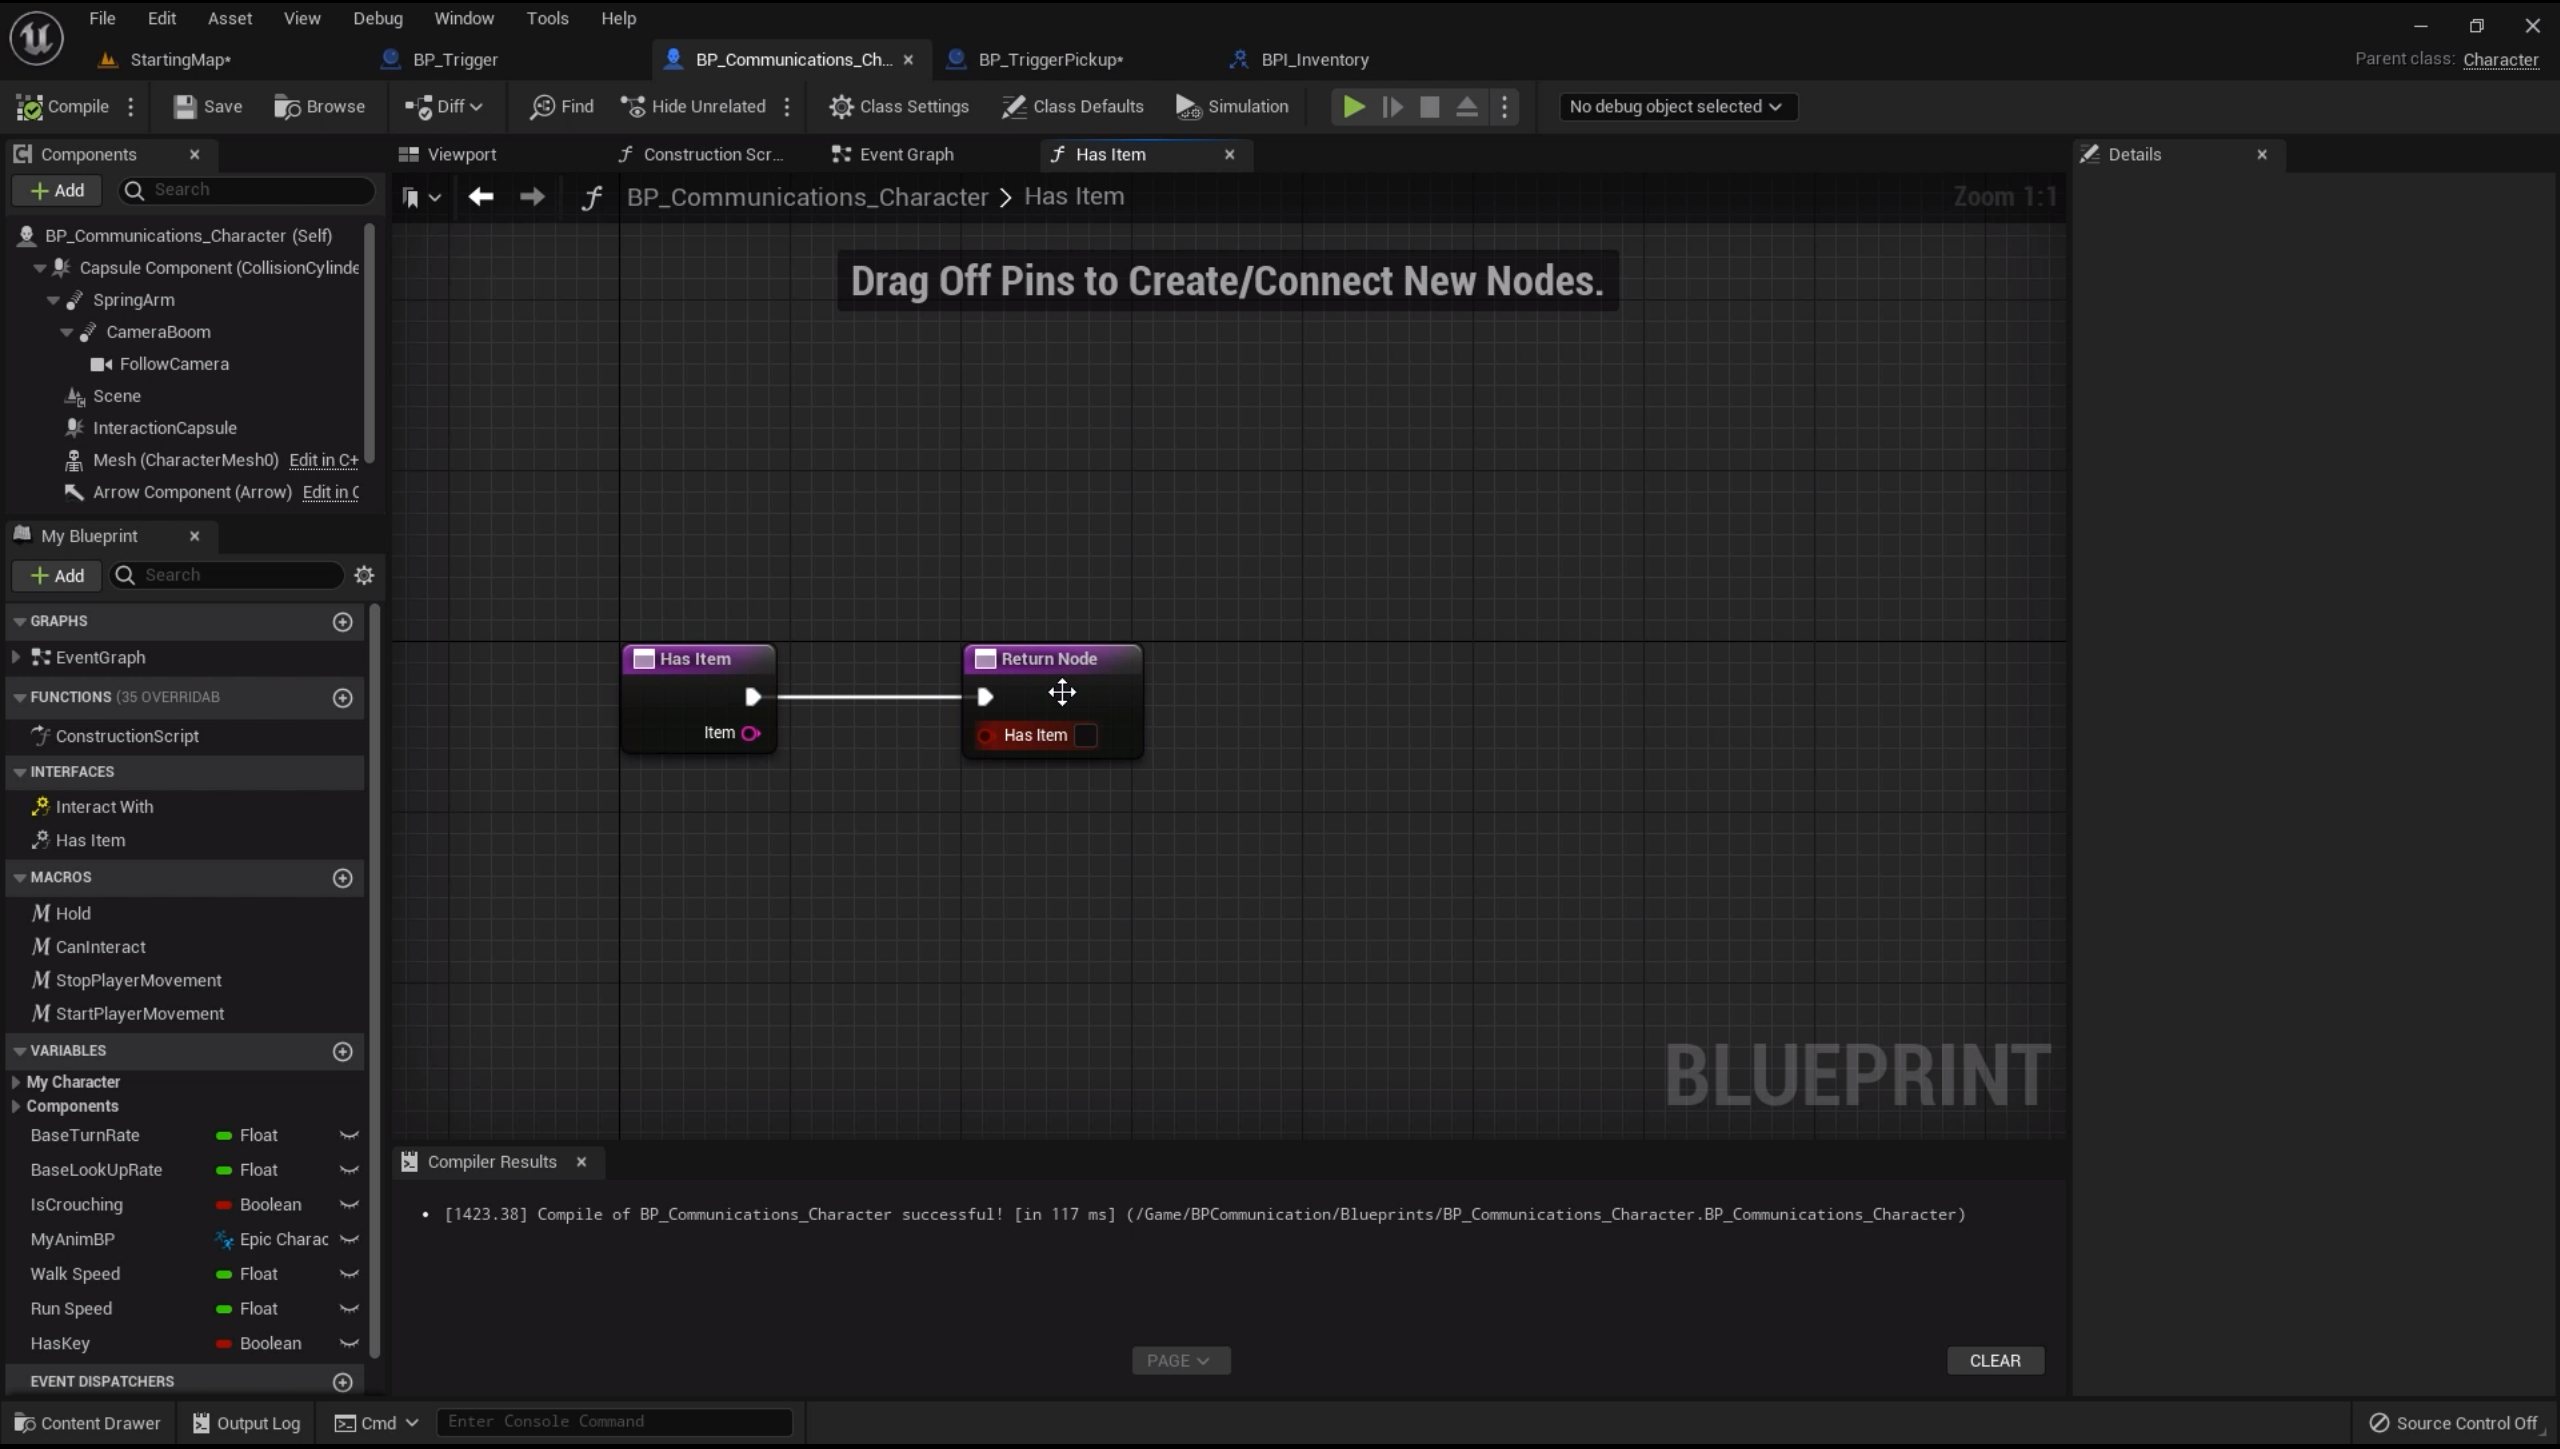 File Edit Asset View Debug Window Tools Help
StartingMap* BP_Trigger BP_Communications_Ch... BP_TriggerPickup* BPI_Inventory Parent class: Character
Compile Save Browse Diff Find Hide Unrelated Class Settings Class Defaults Simulation No debug object selected
Components Viewport Construction Scr... Event Graph Has Item Details
Add Search BP_Communications_Character > Has Item Zoom 1:1
BP_Communications_Character (Self)
Capsule Component (CollisionCylinde
SpringArm
CameraBoom
FollowCamera
Scene
InteractionCapsule
Mesh (CharacterMesh0) Edit in C+
Arrow Component (Arrow) Edit in C
Drag Off Pins to Create/Connect New Nodes.
My Blueprint
Add Search
GRAPHS
EventGraph
FUNCTIONS (35 OVERRIDAB
ConstructionScript
INTERFACES
Interact With
Has Item
MACROS
Hold
CanInteract
StopPlayerMovement
StartPlayerMovement
VARIABLES
My Character
Components
BaseTurnRate Float
BaseLookUpRate Float
IsCrouching Boolean
MyAnimBP Epic Charac
Walk Speed Float
Run Speed Float
HasKey Boolean
EVENT DISPATCHERS
Has Item
Item
Return Node
Has Item
BLUEPRINT
Compiler Results
• [1423.38] Compile of BP_Communications_Character successful! [in 117 ms] (/Game/BPCommunication/Blueprints/BP_Communications_Character.BP_Communications_Character)
PAGE CLEAR
Content Drawer Output Log Cmd Enter Console Command Source Control Off